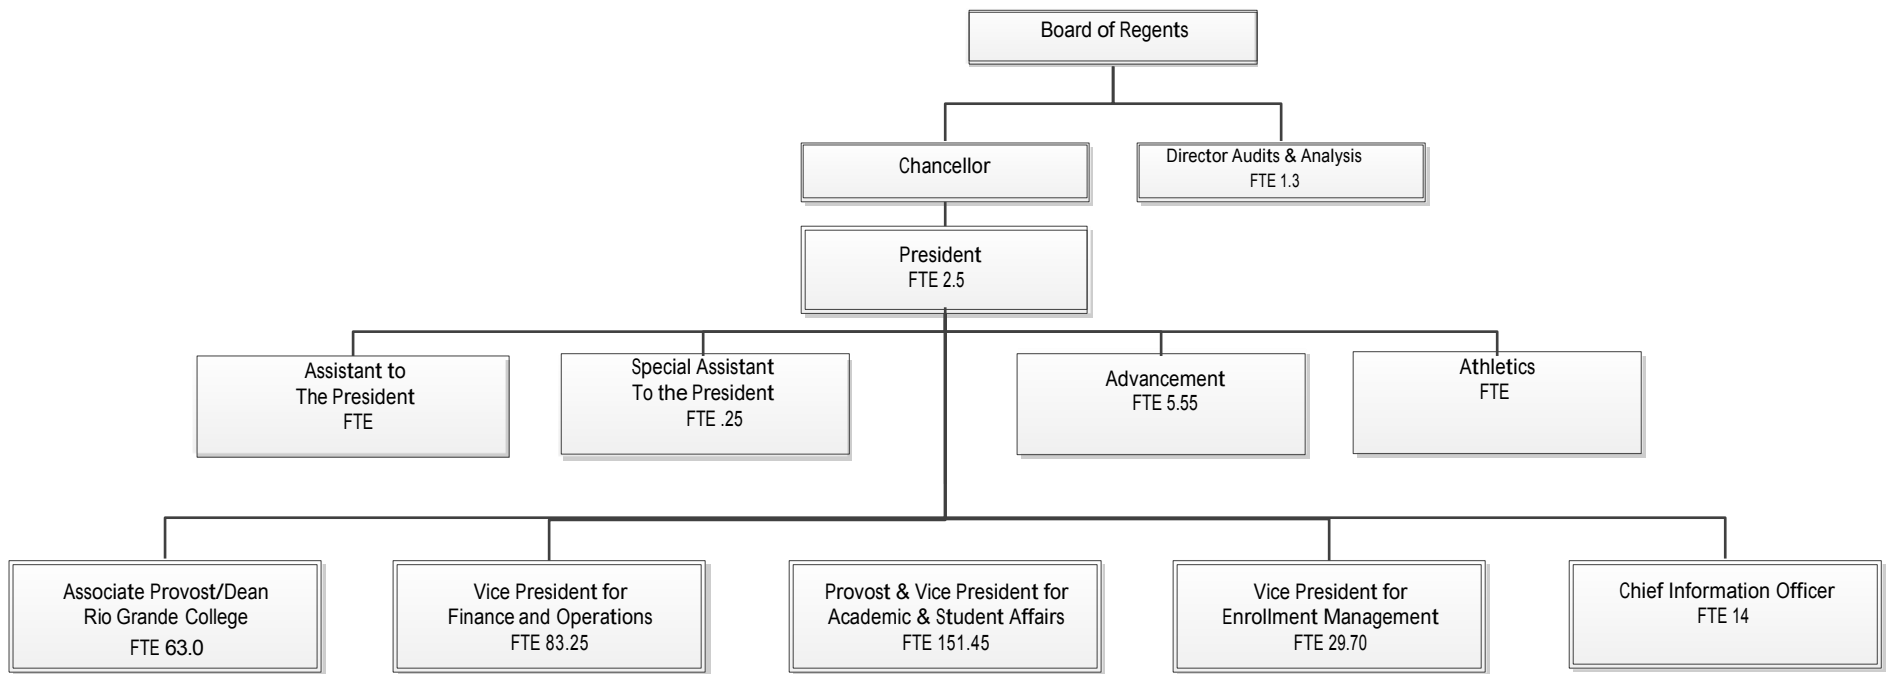 Board of Regents
Chancellor
Director Audits & Analysis
FTE 1.3
President
FTE 2.5
Assistant to
The President
FTE
Special Assistant
To the President
FTE .25
Advancement
FTE 5.55
Athletics
FTE
Associate Provost/Dean
Rio Grande College
FTE 63.0
Vice President for
Finance and Operations
FTE 83.25
Provost & Vice President for
Academic & Student Affairs
FTE 151.45
Vice President for
Enrollment Management
FTE 29.70
Chief Information Officer
FTE 14